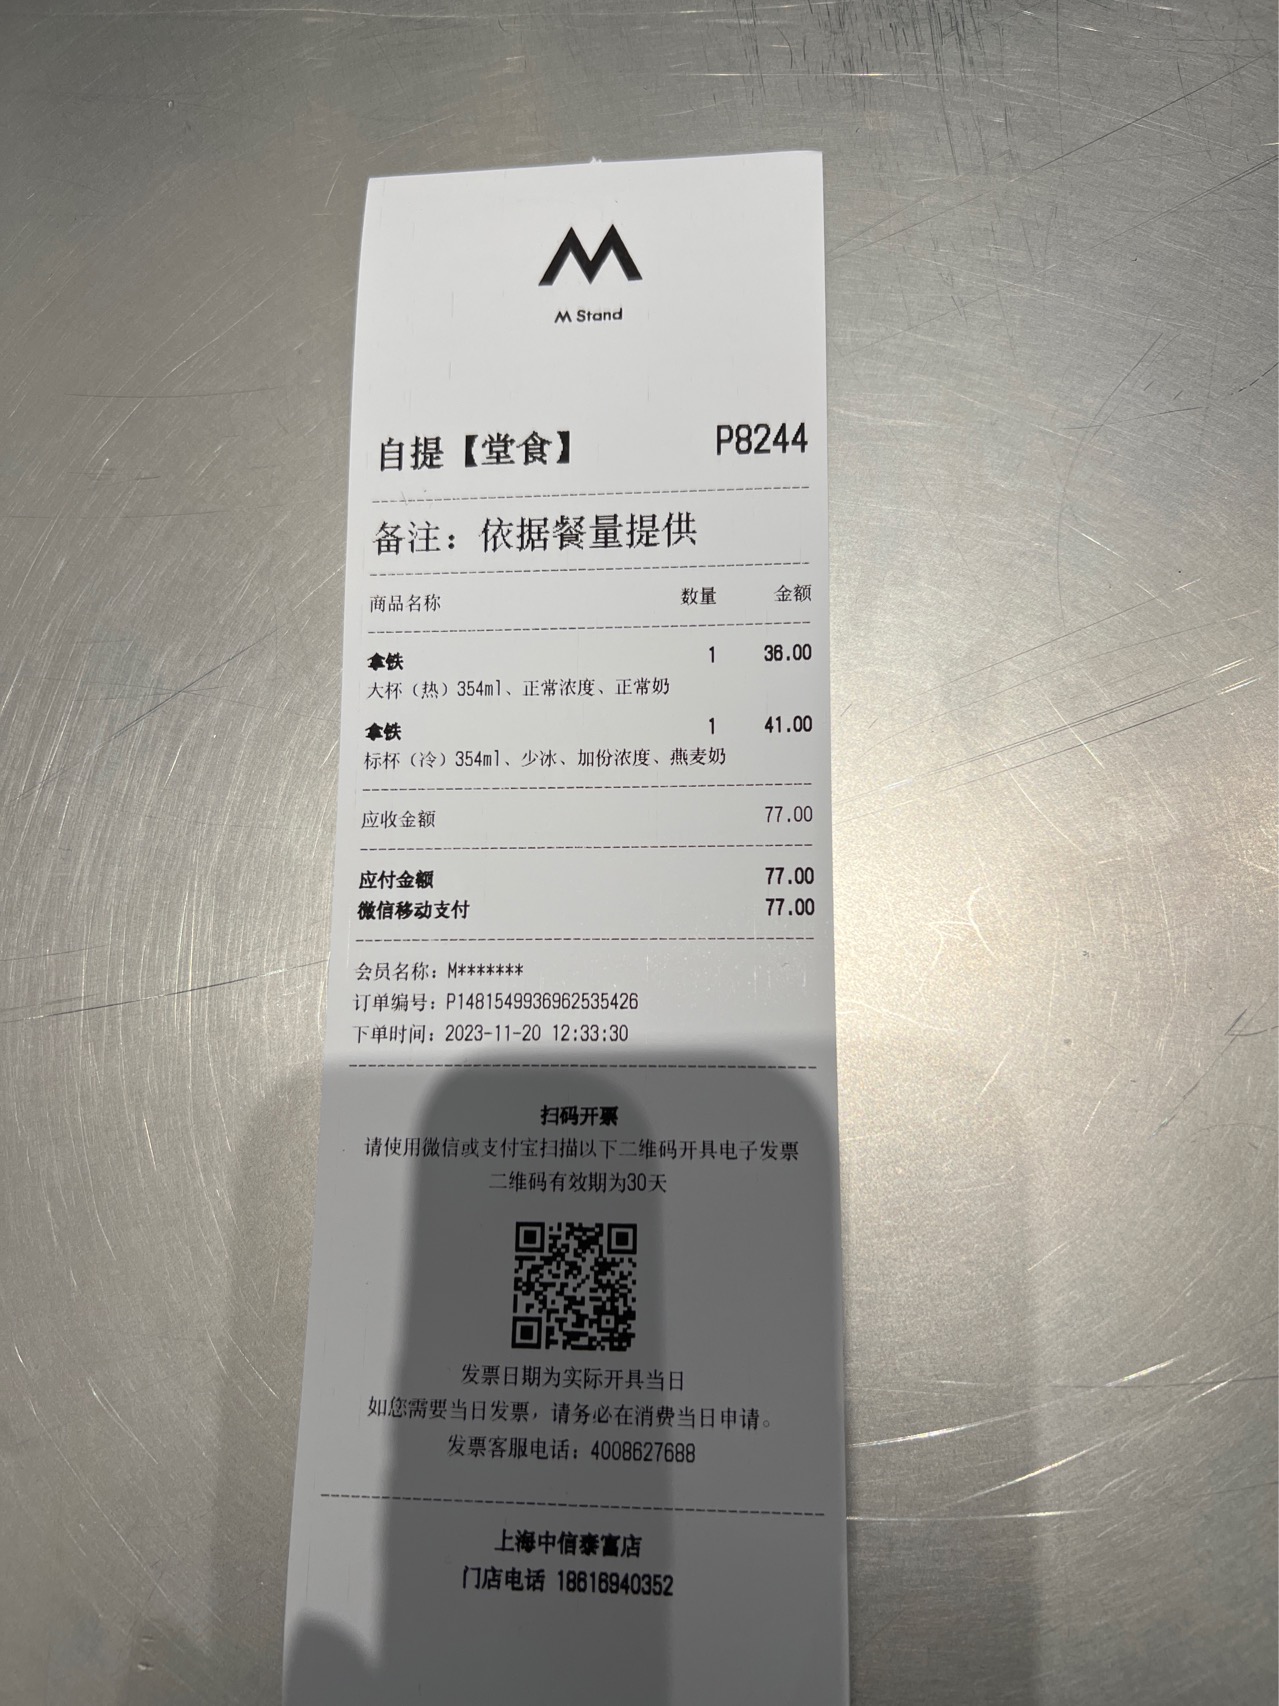 M
M Stand
自提【堂食】 P8244
备注：依据餐量提供
商品名称 数量 金额
拿铁 1 36.00
大杯（热）354ml、正常浓度、正常奶
拿铁 1 41.00
标杯（冷）354ml、少冰、加份浓度、燕麦奶
应收金额 77.00
应付金额 77.00
微信移动支付 77.00
会员名称：M*******
订单编号：P1481549936962535426
下单时间：2023-11-20 12:33:30
扫码开票
请使用微信或支付宝扫描以下二维码开具电子发票
二维码有效期为30天
发票日期为实际开具当日
如您需要当日发票，请务必在消费当日申请。
发票客服电话：4008627688
上海中信泰富店
门店电话 18616940352